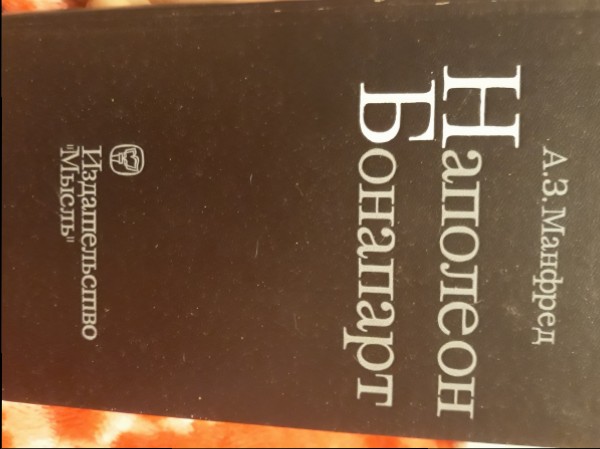 А.З.Манфред
Наполеон
Бонапарт
Издательство
"Мысль"